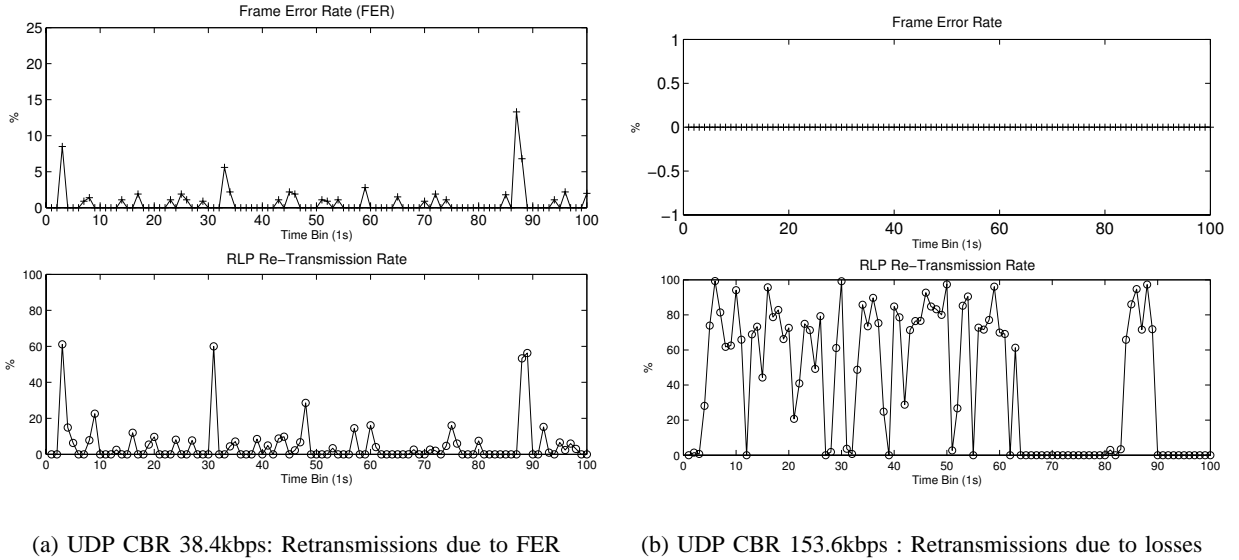 Frame Error Rate (FER)
25
20
15
10
5
0
%
0 10 20 30 40 50 60 70 80 90 100
Time Bin (1s)
RLP Re−Transmission Rate
100
80
60
40
20
0
%
0 10 20 30 40 50 60 70 80 90 100
Time Bin (1s)
(a) UDP CBR 38.4kbps: Retransmissions due to FER
Frame Error Rate
1
0.5
0
−0.5
−1
%
0 20 40 60 80 100
Time Bin (1s)
RLP Re−Transmission Rate
100
80
60
40
20
0
%
0 10 20 30 40 50 60 70 80 90 100
Time Bin (1s)
(b) UDP CBR 153.6kbps : Retransmissions due to losses